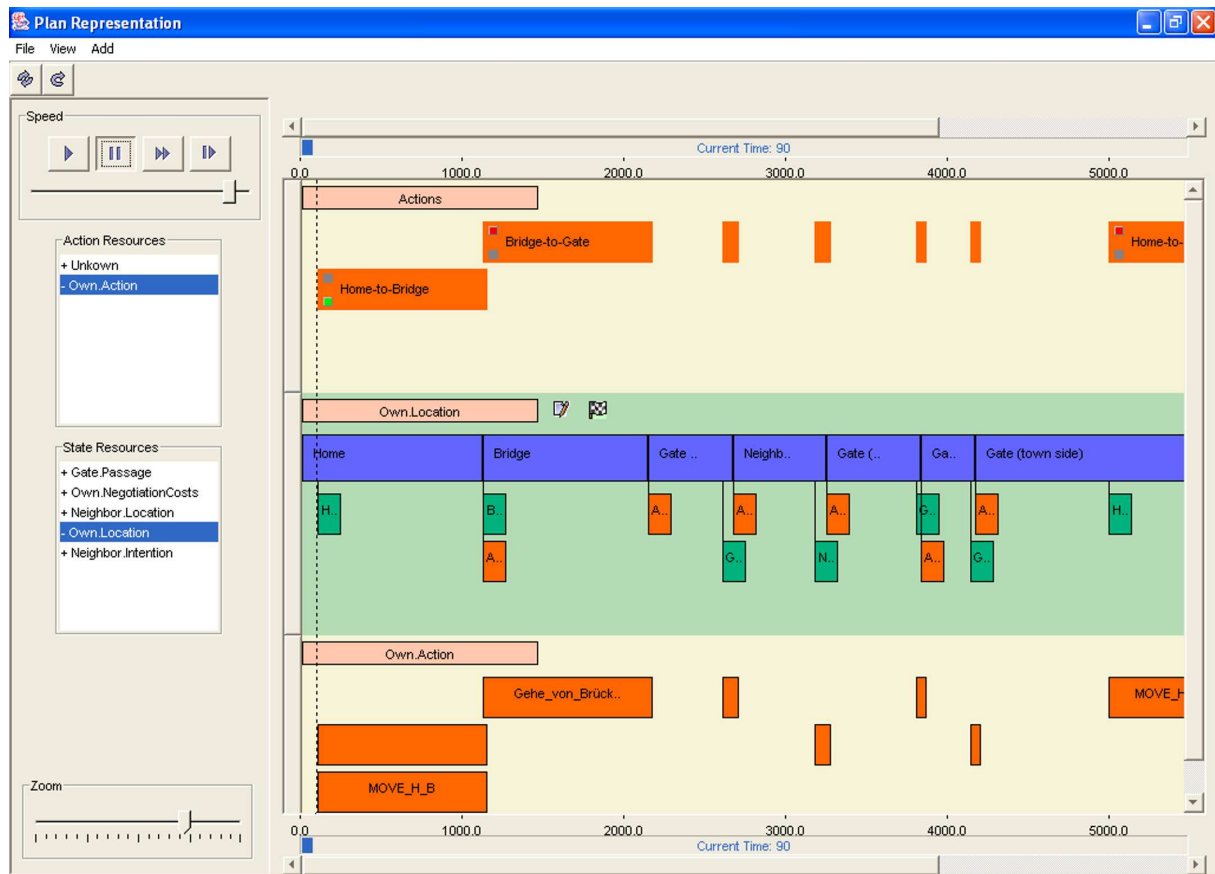 Plan Representation
File View Add
Speed
Current Time: 90
0.0 1000.0 2000.0 3000.0 4000.0 5000.0
Actions
Bridge-to-Gate
Home-to-
Home-to-Bridge
Action Resources
+ Unkown
- Own.Action
Own.Location
Home Bridge Gate .. Neighb.. Gate (.. Ga.. Gate (town side)
H.. B.. A.. A.. A.. G.. A.. H..
A.. G.. N.. A.. G..
State Resources
+ Gate.Passage
+ Own.NegotiationCosts
+ Neighbor.Location
- Own.Location
+ Neighbor.Intention
Own.Action
Gehe_von_Brück.. MOVE_H
MOVE_H_B
Zoom
0.0 1000.0 2000.0 3000.0 4000.0 5000.0
Current Time: 90